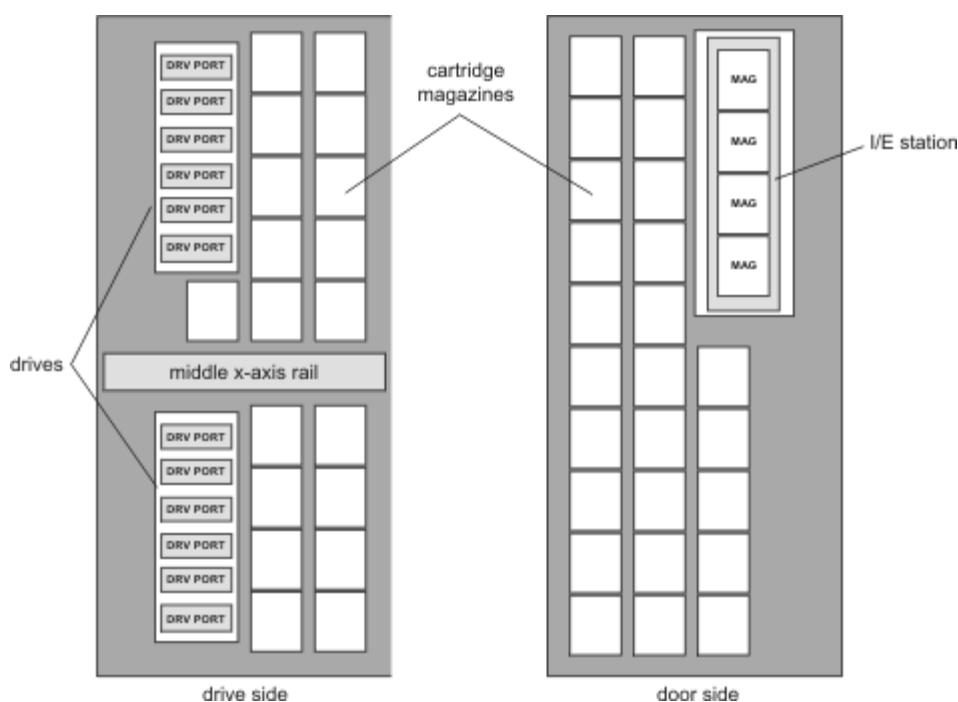 DRV PORT
DRV PORT
DRV PORT
DRV PORT
DRV PORT
DRV PORT
cartridge
magazines
MAG
MAG
MAG
MAG
I/E station
drives
middle x-axis rail
DRV PORT
DRV PORT
DRV PORT
DRV PORT
DRV PORT
DRV PORT
drive side
door side